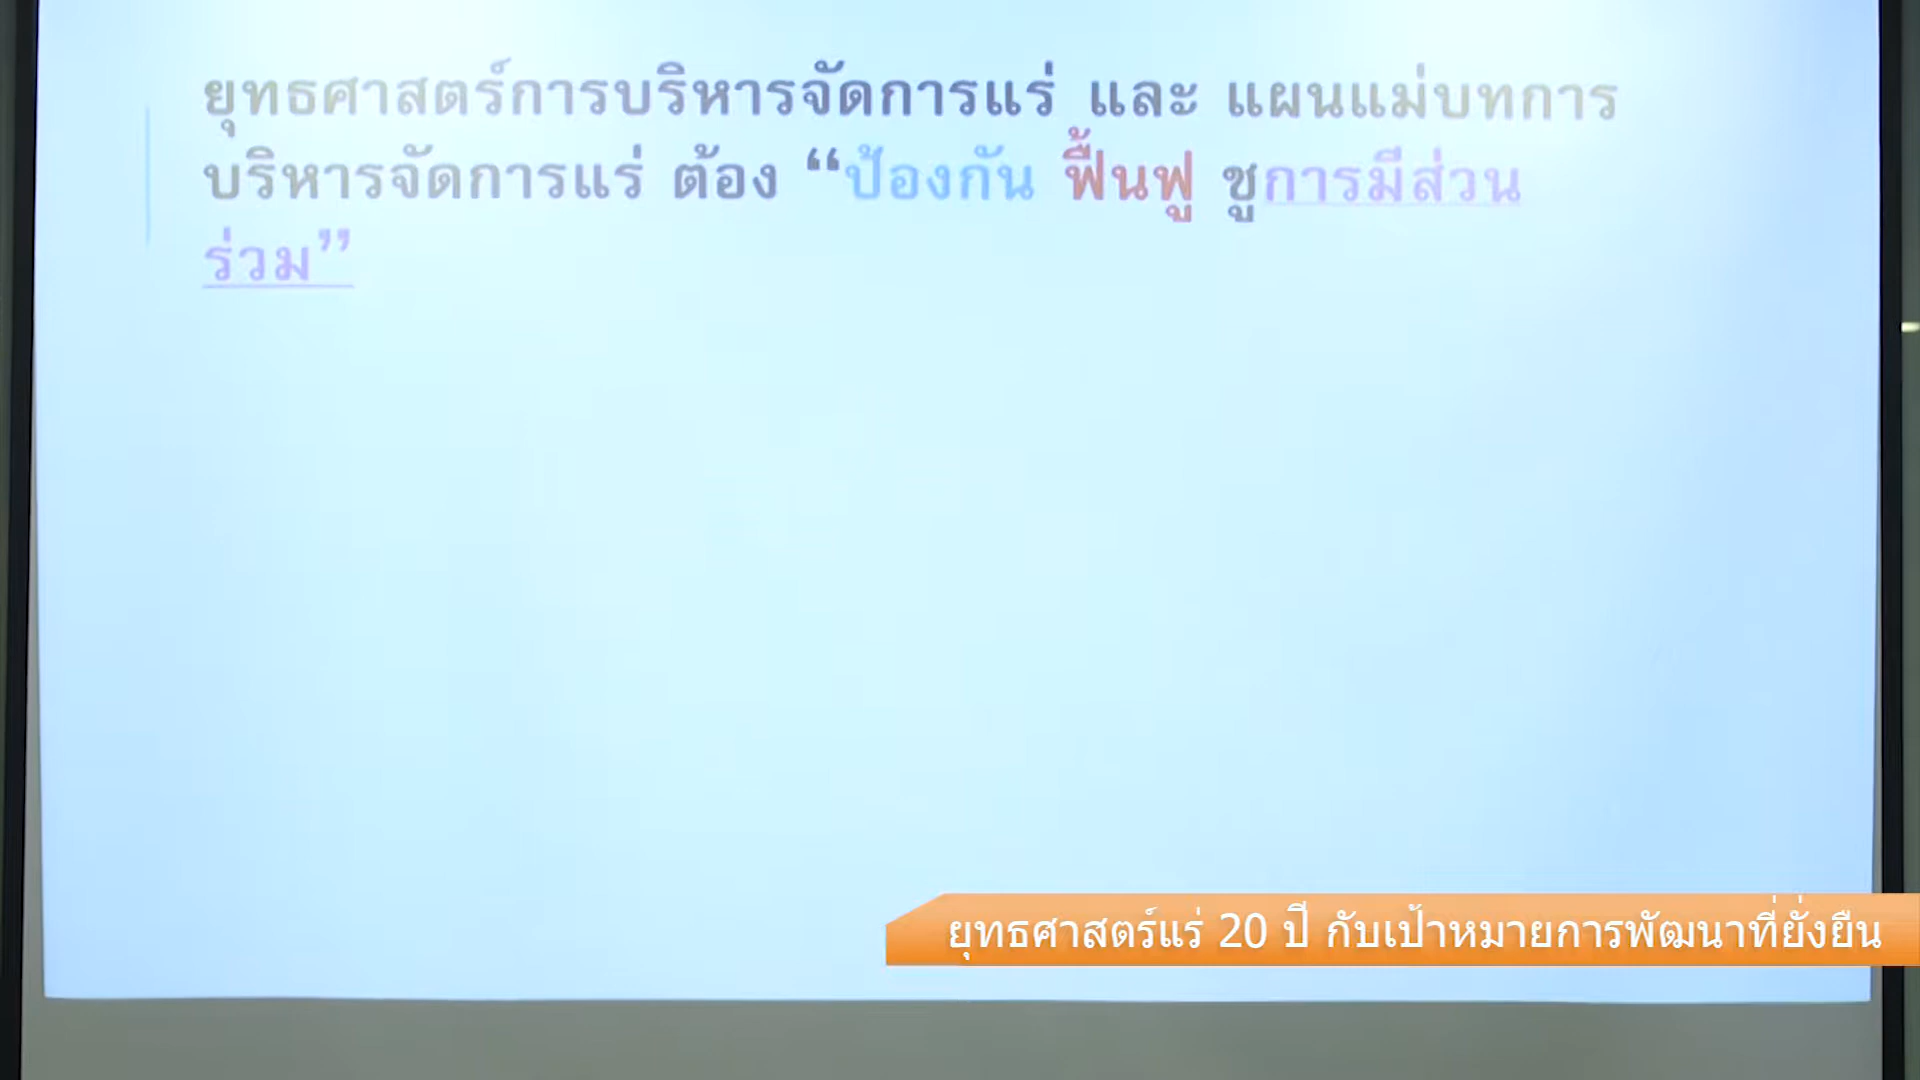 ยุทธศาสตร์การบริหารจัดการแร่ และ แผนแม่บทการ
บริหารจัดการแร่ ต้อง “ป้องกัน ฟื้นฟู ชูการมีส่วน
ร่วม”
ยุทธศาสตร์แร่ 20 ปี กับเป้าหมายการพัฒนาที่ยั่งยืน